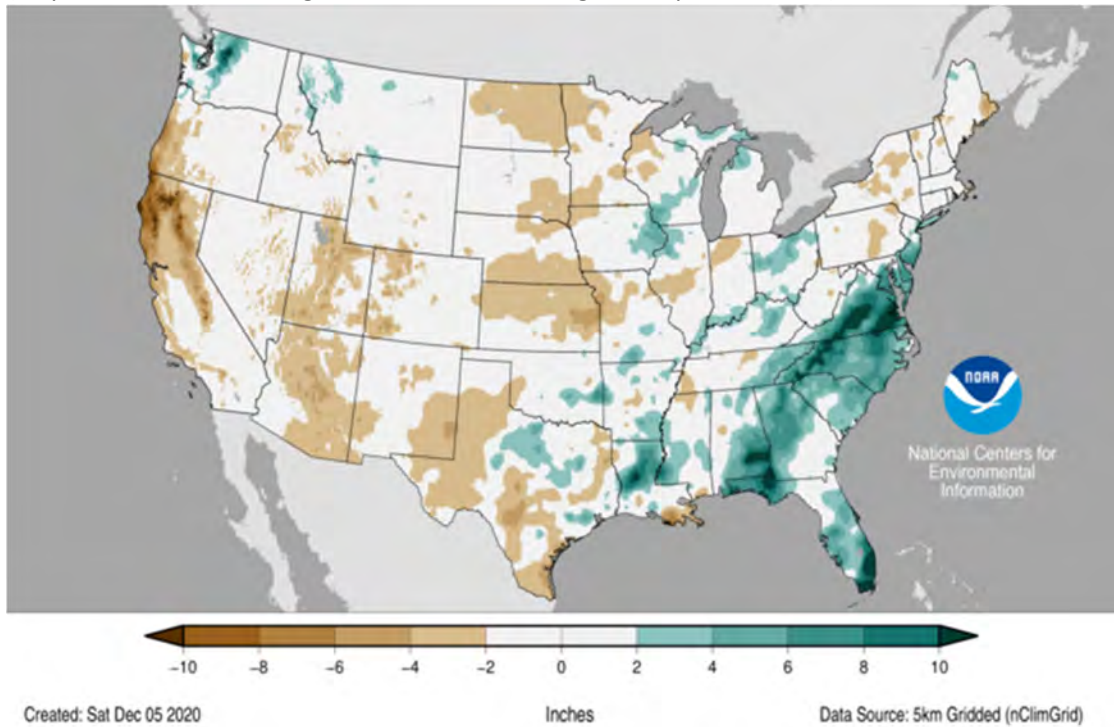 NOAA
National Centers for
Environmental
Information
-10 -8 -6 -4 -2 0 2 4 6 8 10
Created: Sat Dec 05 2020 Inches Data Source: 5km Gridded (nClimGrid)